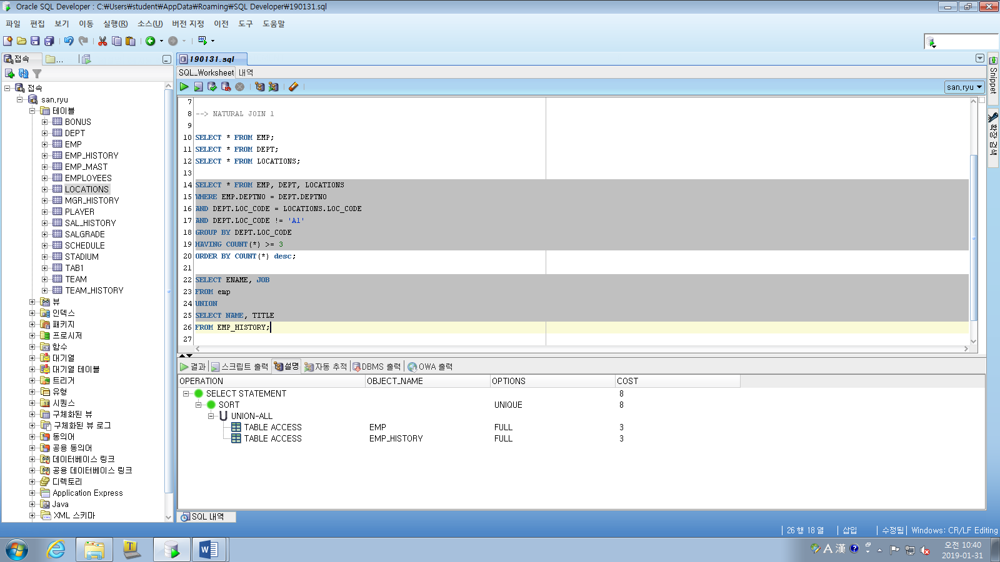 Oracle SQL Developer : C:₩Users₩student₩AppData₩Roaming₩SQL Developer₩190131.sql
파일 편집 보기 이동 실행(R) 소스(U) 버전 지정 이전 도구 도움말
접속 ...
190131.sql
SQL_Worksheet 내역
san.ryu
Snippet
확장 검색
접속
san.ryu
테이블
BONUS
DEPT
EMP
EMP_HISTORY
EMP_MAST
EMPLOYEES
LOCATIONS
MGR_HISTORY
PLAYER
SAL_HISTORY
SALGRADE
SCHEDULE
STADIUM
TAB1
TEAM
TEAM_HISTORY
뷰
인덱스
패키지
프로시저
함수
대기열
대기열 테이블
트리거
유형
시퀀스
구체화된 뷰
구체화된 뷰 로그
동의어
공용 동의어
데이터베이스 링크
공용 데이터베이스 링크
디렉토리
Application Express
Java
XML 스키마
7
8 --> NATURAL JOIN 1
9
10 SELECT * FROM EMP;
11 SELECT * FROM DEPT;
12 SELECT * FROM LOCATIONS;
13
14 SELECT * FROM EMP, DEPT, LOCATIONS
15 WHERE EMP.DEPTNO = DEPT.DEPTNO
16 AND DEPT.LOC_CODE = LOCATIONS.LOC_CODE
17 AND DEPT.LOC_CODE != 'A1'
18 GROUP BY DEPT.LOC_CODE
19 HAVING COUNT(*) >= 3
20 ORDER BY COUNT(*) desc;
21
22 SELECT ENAME, JOB
23 FROM emp
24 UNION
25 SELECT NAME, TITLE
26 FROM EMP_HISTORY;
27
결과 스크립트 출력 설명 자동 추적 DBMS 출력 OWA 출력
OPERATION OBJECT_NAME OPTIONS COST
SELECT STATEMENT 8
SORT UNIQUE 8
UNION-ALL
TABLE ACCESS EMP FULL 3
TABLE ACCESS EMP_HISTORY FULL 3
SQL 내역
26 행 18 열 삽입 수정됨 Windows: CR/LF Editing
A 漢
오전 10:40
2019-01-31